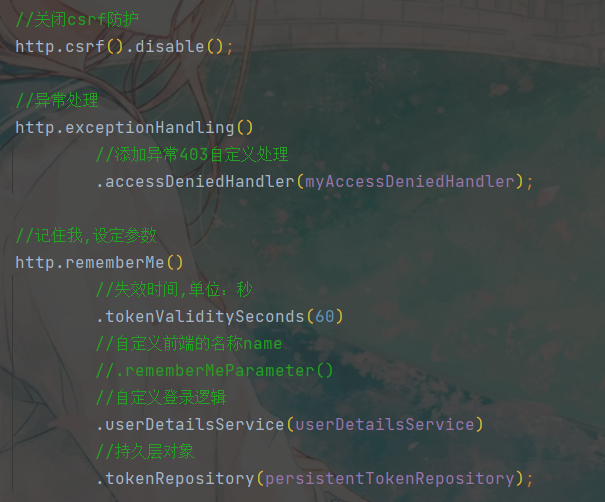 //关闭csrf防护
http.csrf().disable();
//异常处理
http.exceptionHandling()
//添加异常403自定义处理
.accessDeniedHandler(myAccessDeniedHandler);
//记住我,设定参数
http.rememberMe()
//失效时间,单位：秒
.tokenValiditySeconds(60)
//自定义前端的名称name
//.rememberMeParameter()
//自定义登录逻辑
.userDetailsService(userDetailsService)
//持久层对象
.tokenRepository(persistentTokenRepository);